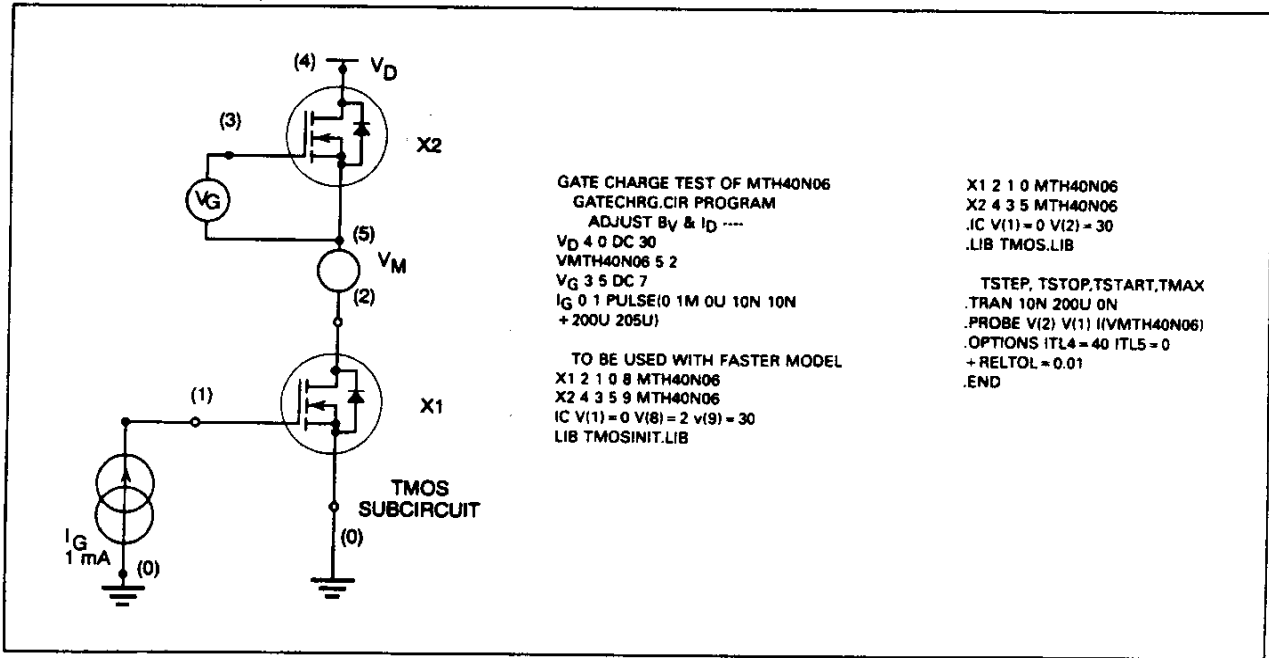 (4) VD
(3)
X2
VG
(5)
VM
(2)
(1)
X1
TMOS
SUBCIRCUIT
IG
1 mA
(0)
(0)
GATE CHARGE TEST OF MTH40N06
GATECHRG.CIR PROGRAM
ADJUST BV & ID ----
VD 4 0 DC 30
VMTH40N06 5 2
VG 3 5 DC 7
IG 0 1 PULSE(0 1M 0U 10N 10N
+200U 205U)
TO BE USED WITH FASTER MODEL
X1 2 1 0 8 MTH40N06
X2 4 3 5 9 MTH40N06
IC V(1)=0 V(8)=2 v(9)=30
LIB TMOSINIT.LIB
X1 2 1 0 MTH40N06
X2 4 3 5 MTH40N06
.IC V(1)=0 V(2)=30
.LIB TMOS.LIB
TSTEP, TSTOP,TSTART,TMAX
.TRAN 10N 200U 0N
.PROBE V(2) V(1) I(VMTH40N06)
.OPTIONS ITL4=40 ITL5=0
+RELTOL=0.01
.END